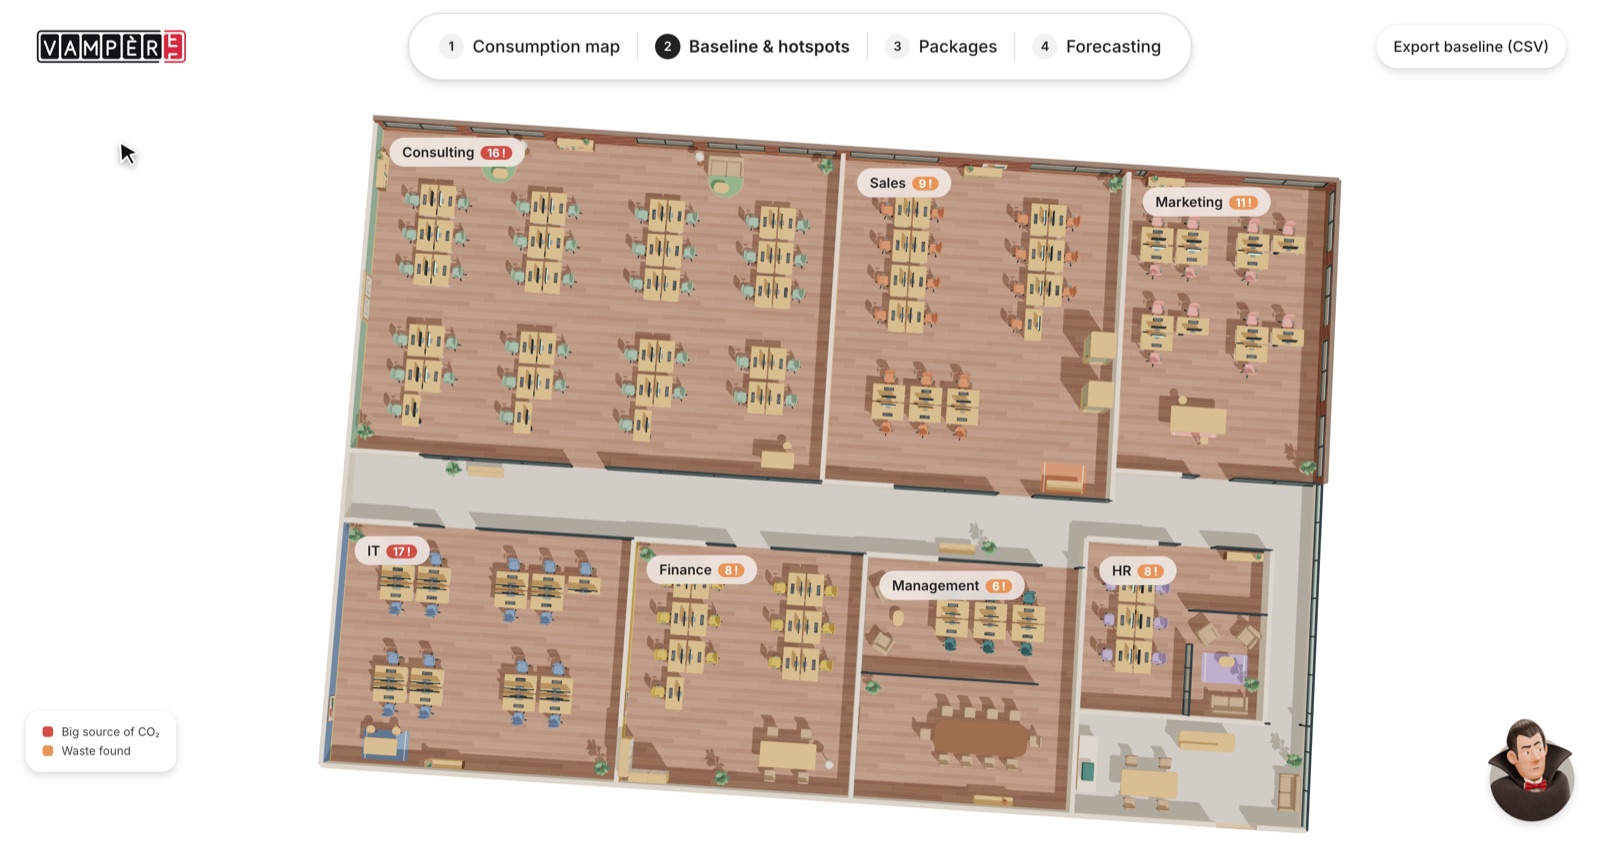 VAMPÈR
1 Consumption map
2 Baseline & hotspots
3 Packages
4 Forecasting
Export baseline (CSV)
Consulting 16!
Sales 9!
Marketing 11!
IT 17!
Finance 8!
Management 6!
HR 8!
Big source of CO₂
Waste found